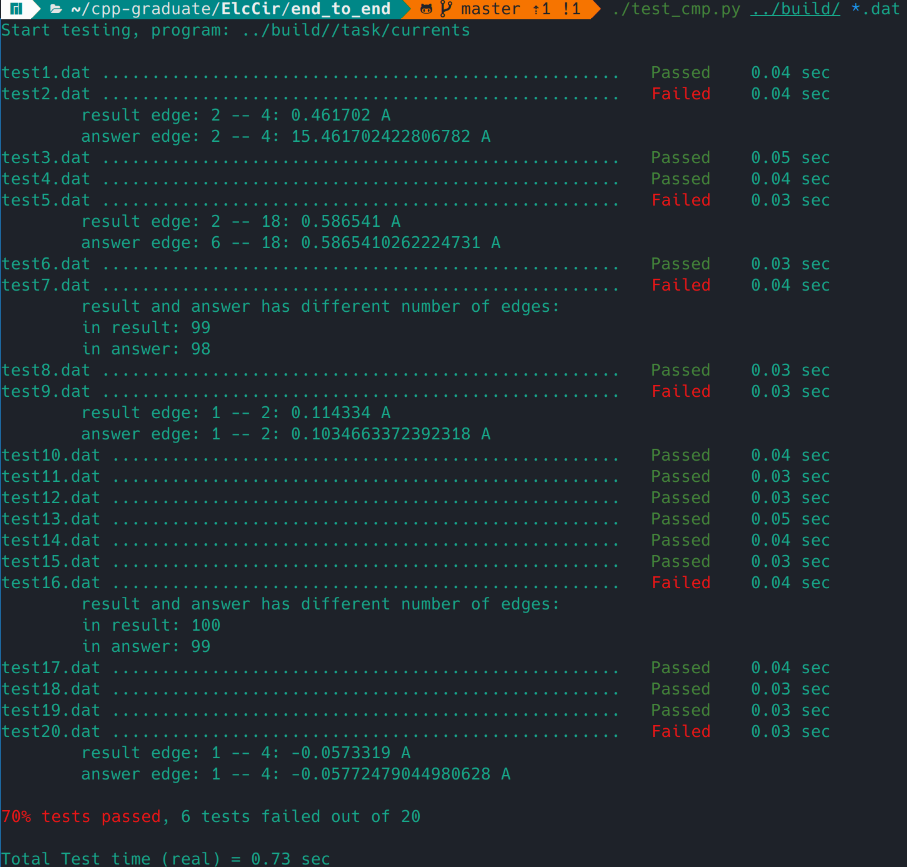 ~/cpp-graduate/ElcCir/end_to_end master ↑1 !1 ./test_cmp.py ../build/ *.dat
Start testing, program: ../build//task/currents
test1.dat .................................................... Passed 0.04 sec
test2.dat .................................................... Failed 0.04 sec
result edge: 2 -- 4: 0.461702 A
answer edge: 2 -- 4: 15.461702422806782 A
test3.dat .................................................... Passed 0.05 sec
test4.dat .................................................... Passed 0.04 sec
test5.dat .................................................... Failed 0.03 sec
result edge: 2 -- 18: 0.586541 A
answer edge: 6 -- 18: 0.5865410262224731 A
test6.dat .................................................... Passed 0.03 sec
test7.dat .................................................... Failed 0.04 sec
result and answer has different number of edges:
in result: 99
in answer: 98
test8.dat .................................................... Passed 0.03 sec
test9.dat .................................................... Failed 0.03 sec
result edge: 1 -- 2: 0.114334 A
answer edge: 1 -- 2: 0.1034663372392318 A
test10.dat ................................................... Passed 0.04 sec
test11.dat ................................................... Passed 0.03 sec
test12.dat ................................................... Passed 0.03 sec
test13.dat ................................................... Passed 0.05 sec
test14.dat ................................................... Passed 0.04 sec
test15.dat ................................................... Passed 0.03 sec
test16.dat ................................................... Failed 0.04 sec
result and answer has different number of edges:
in result: 100
in answer: 99
test17.dat ................................................... Passed 0.04 sec
test18.dat ................................................... Passed 0.03 sec
test19.dat ................................................... Passed 0.03 sec
test20.dat ................................................... Failed 0.03 sec
result edge: 1 -- 4: -0.0573319 A
answer edge: 1 -- 4: -0.05772479044980628 A
70% tests passed, 6 tests failed out of 20
Total Test time (real) = 0.73 sec